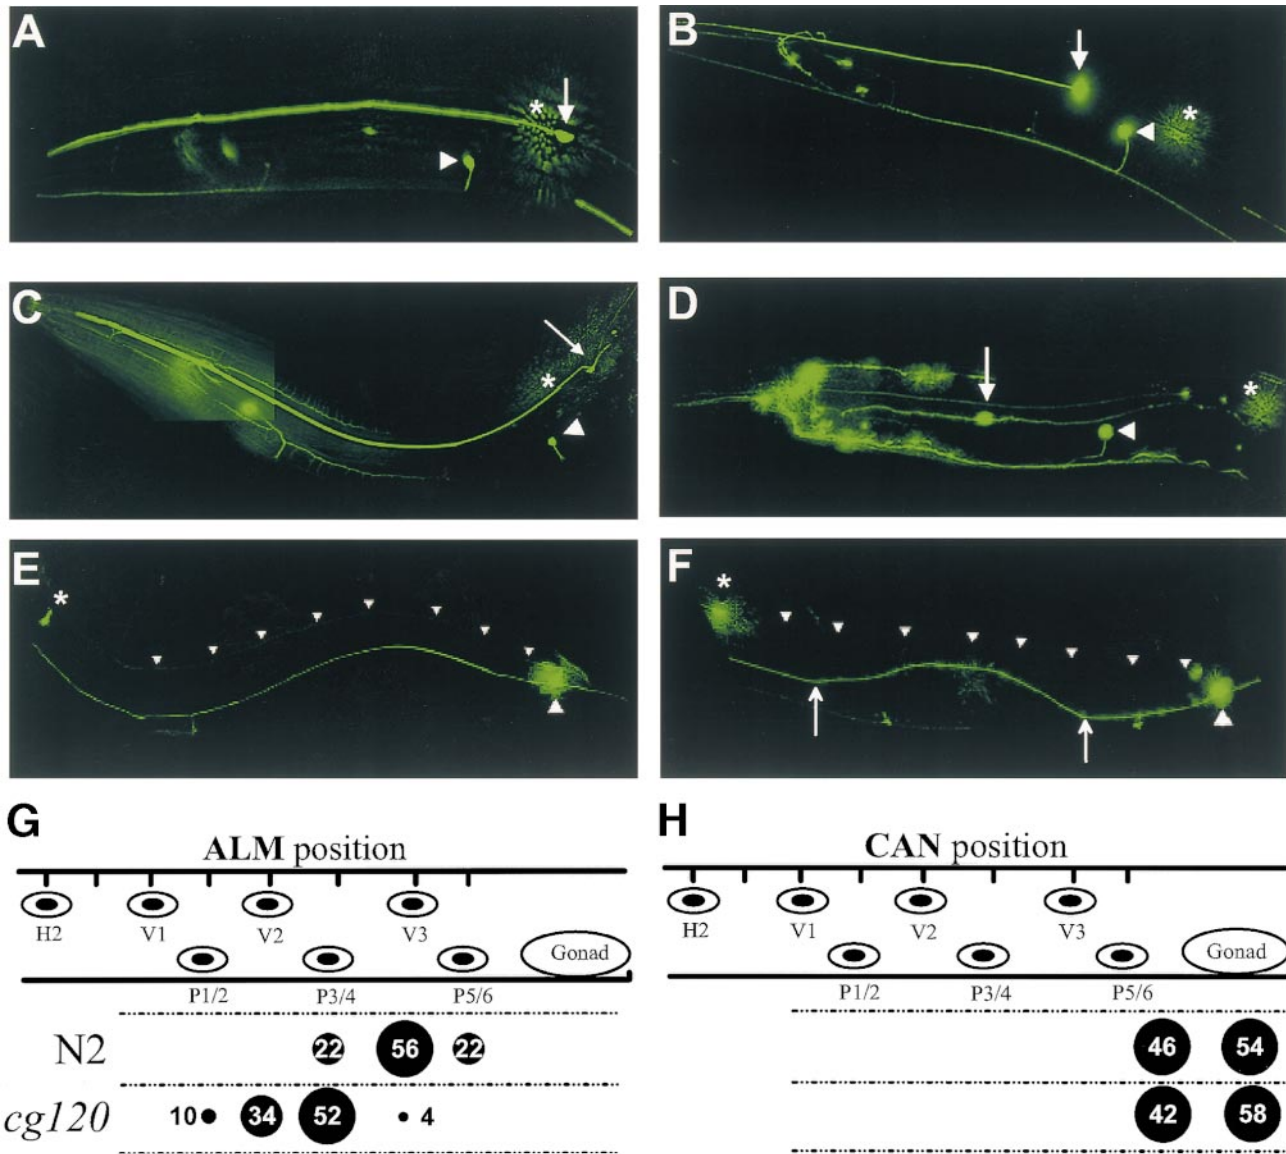 A
B
*
*
C
D
*
*
E
F
*
*
G
H
ALM position
CAN position
H2 V1 V2 V3
H2 V1 V2 V3
Gonad
Gonad
P1/2 P3/4 P5/6
P1/2 P3/4 P5/6
N2 22 56 22
46 54
cg120 10 34 52 4
42 58